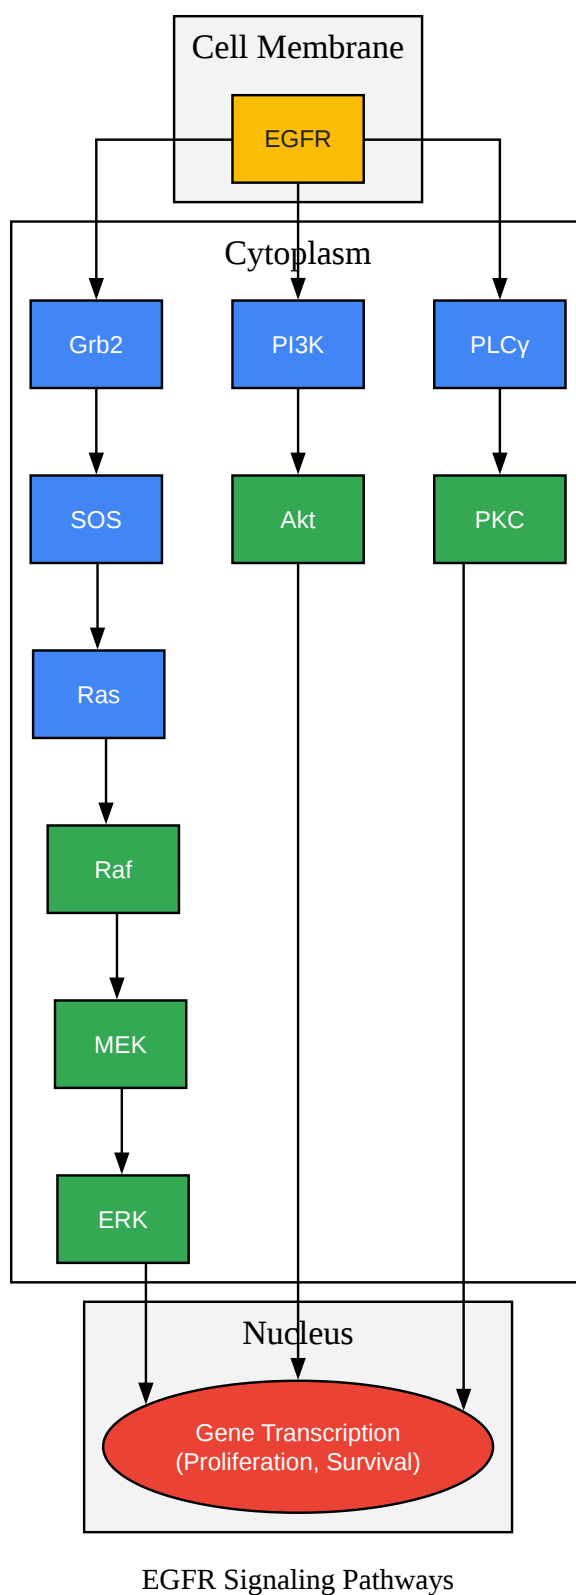 Cell Membrane
EGFR
Cytoplasm
Grb2
PI3K
PLCγ
SOS
Akt
PKC
Ras
Raf
MEK
ERK
Nucleus
Gene Transcription
(Proliferation, Survival)
EGFR Signaling Pathways